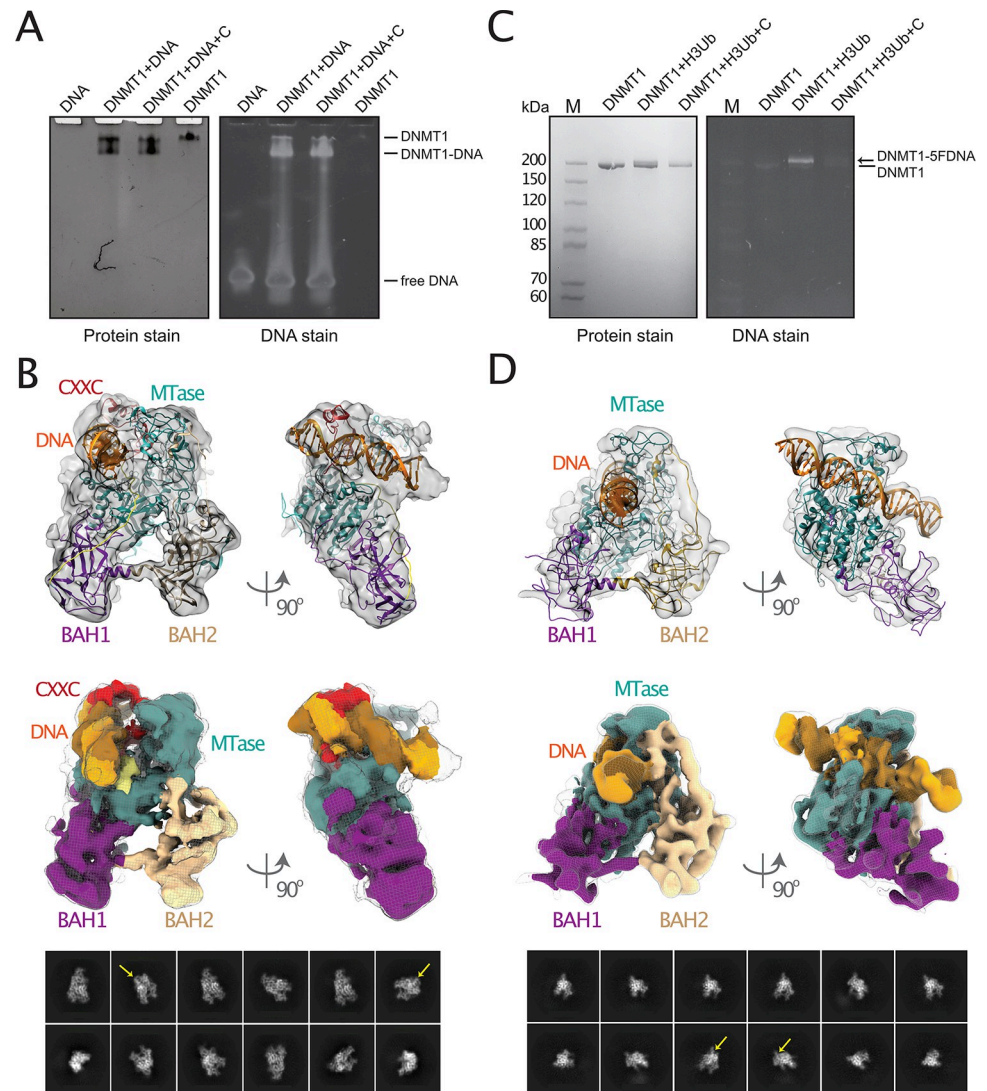 A
DNA
DNMT1+DNA
DNMT1+DNA+C
DNMT1
DNA
DNMT1+DNA
DNMT1+DNA+C
DNMT1
DNMT1
DNMT1-DNA
free DNA
Protein stain
DNA stain
C
kDa
M
DNMT1
DNMT1+H3Ub
DNMT1+H3Ub+C
M
DNMT1
DNMT1+H3Ub
DNMT1+H3Ub+C
200
150
120
100
85
70
60
DNMT1-5FDNA
DNMT1
Protein stain
DNA stain
B
CXXC
MTase
DNA
BAH1
BAH2
90°
CXXC
DNA
MTase
BAH1
BAH2
90°
D
MTase
DNA
BAH1
BAH2
90°
MTase
DNA
BAH1
BAH2
90°